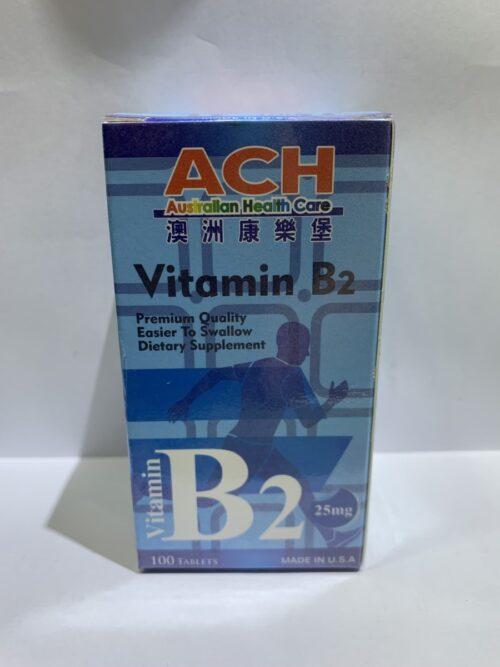 ACH
Australian Health Care
澳洲康樂堡
Vitamin B2
Premium Quality
Easier To Swallow
Dietary Supplement
Vitamin
B2
25mg
100 TABLETS
MADE IN U.S.A